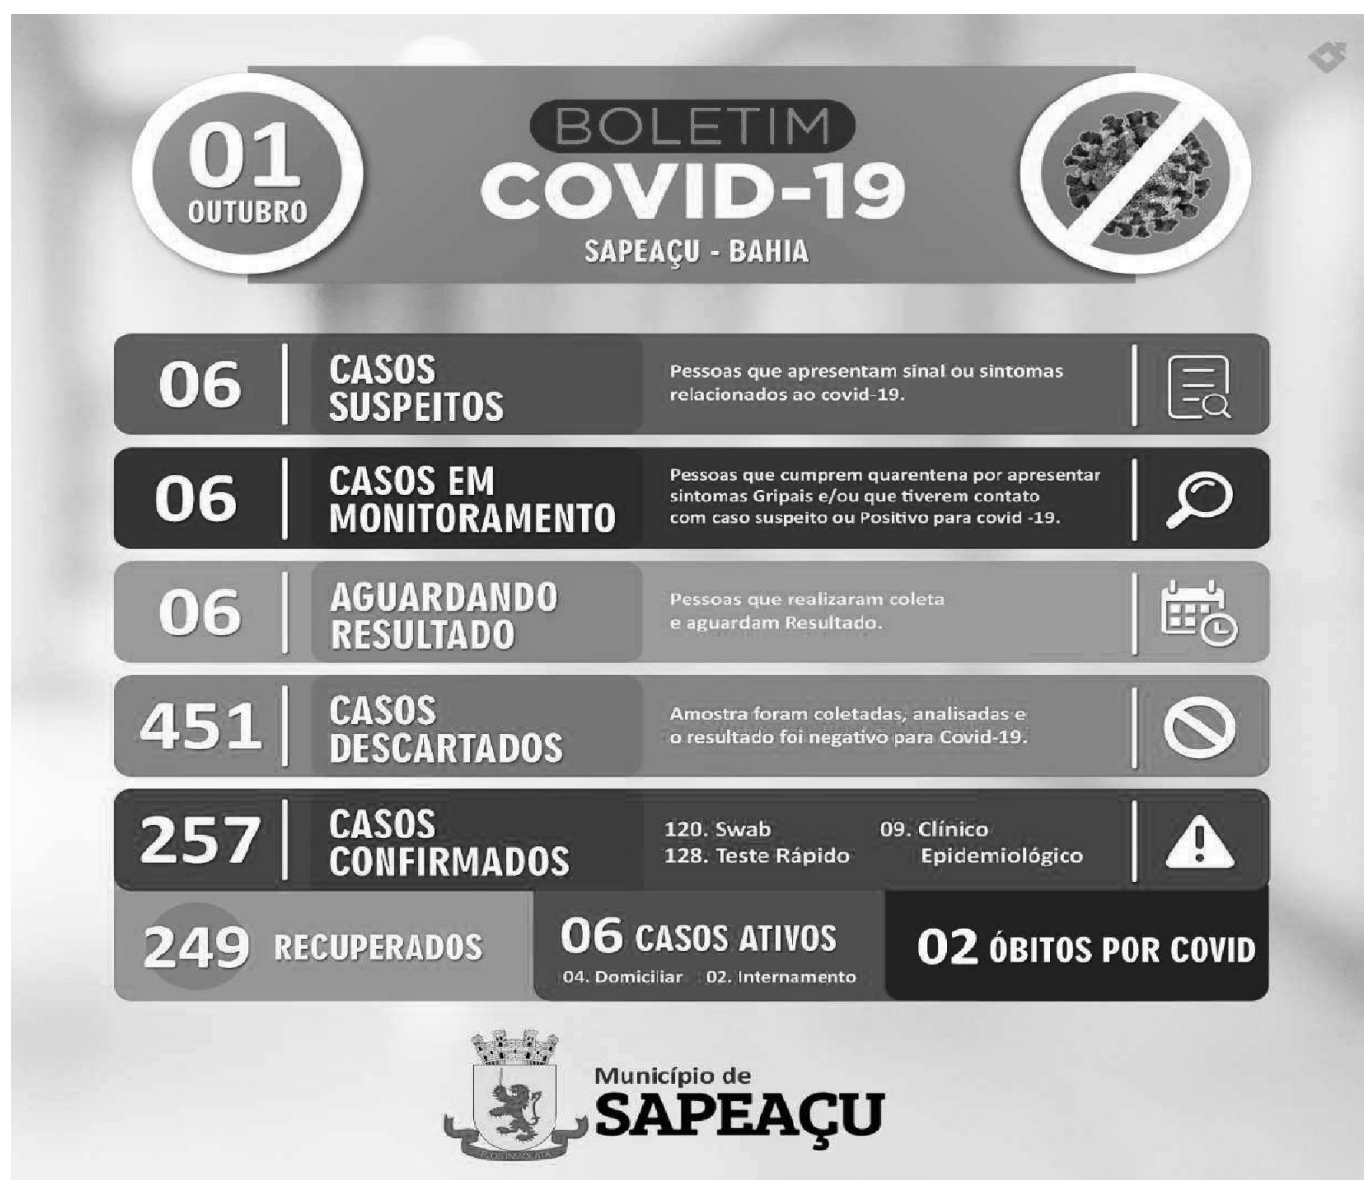 01
OUTUBRO
BOLETIM
COVID-19
SAPEAÇU - BAHIA
06
CASOS
SUSPEITOS
Pessoas que apresentam sinal ou sintomas
relacionados ao covid-19.
06
CASOS EM
MONITORAMENTO
Pessoas que cumprem quarentena por apresentar
sintomas Gripais e/ou que tiverem contato
com caso suspeito ou Positivo para covid -19.
06
AGUARDANDO
RESULTADO
Pessoas que realizaram coleta
e aguardam Resultado.
451
CASOS
DESCARTADOS
Amostra foram coletadas, analisadas e
o resultado foi negativo para Covid-19.
257
CASOS
CONFIRMADOS
120. Swab
128. Teste Rápido
09. Clínico
Epidemiológico
249 RECUPERADOS
06 CASOS ATIVOS
04. Domiciliar 02. Internamento
02 ÓBITOS POR COVID
Município de
SAPEAÇU